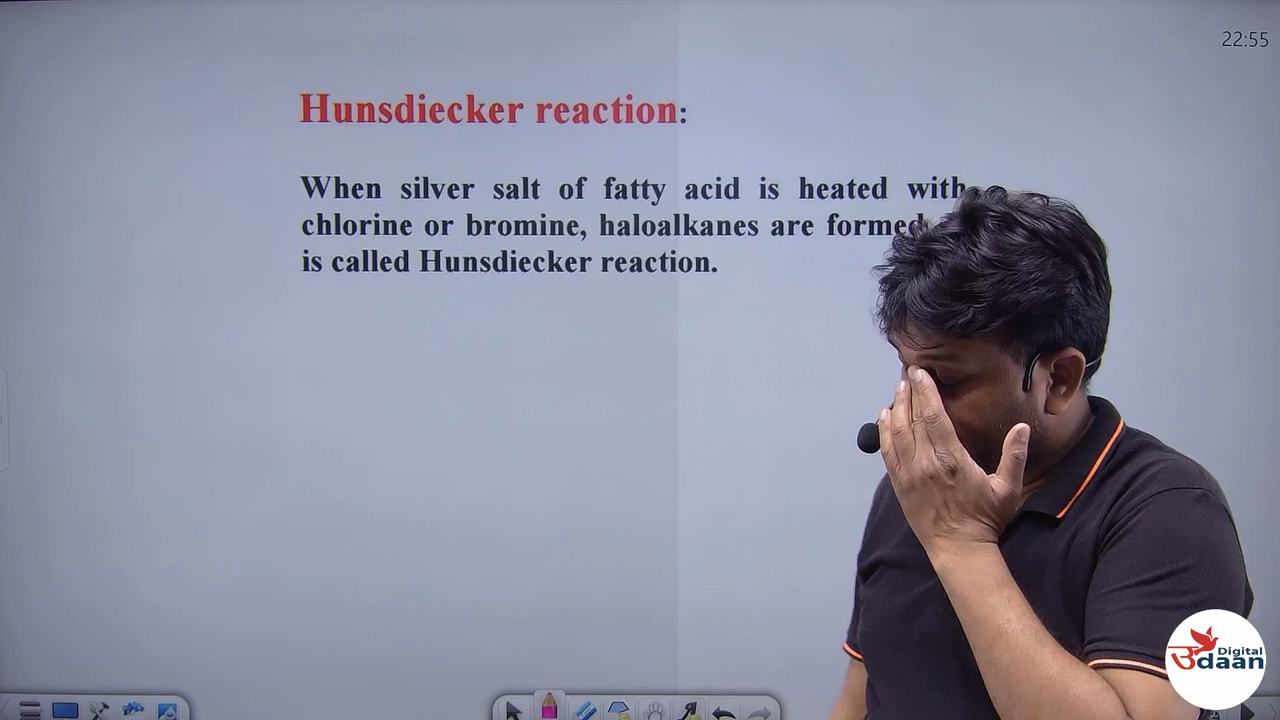 22:55
Hunsdiecker reaction:
When silver salt of fatty acid is heated with
chlorine or bromine, haloalkanes are formed
is called Hunsdiecker reaction.
Digital
उdaan